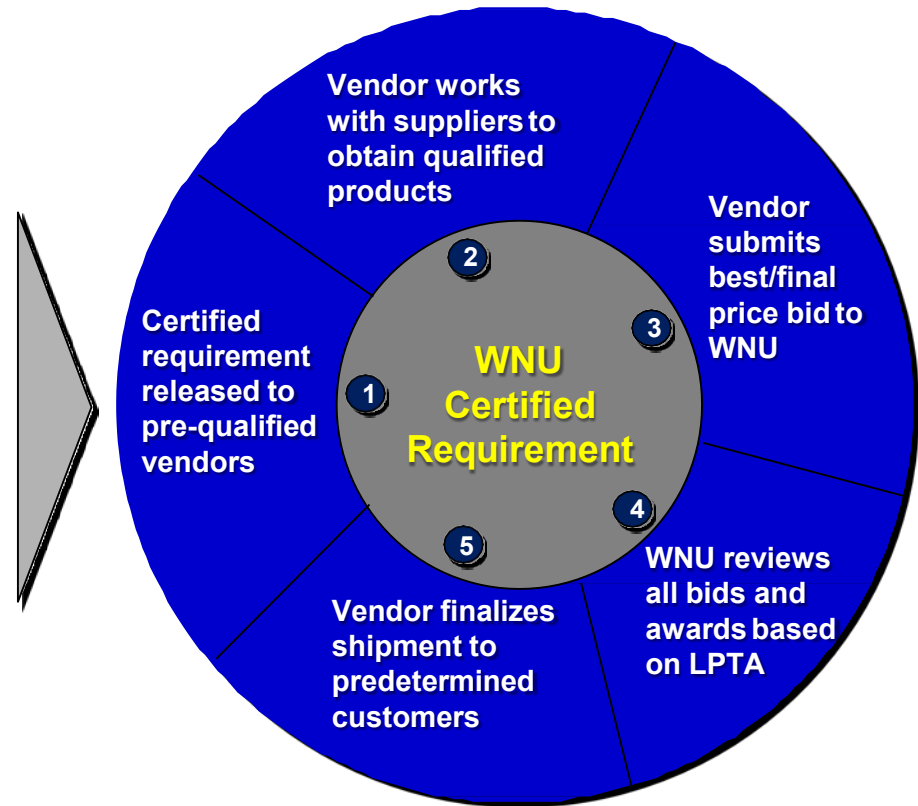 1
Certified
requirement
released to
pre-qualified
vendors
2
Vendor works
with suppliers to
obtain qualified
products
3
Vendor
submits
best/final
price bid to
WNU
4
WNU reviews
all bids and
awards based
on LPTA
5
Vendor finalizes
shipment to
predetermined
customers
WNU
Certified
Requirement